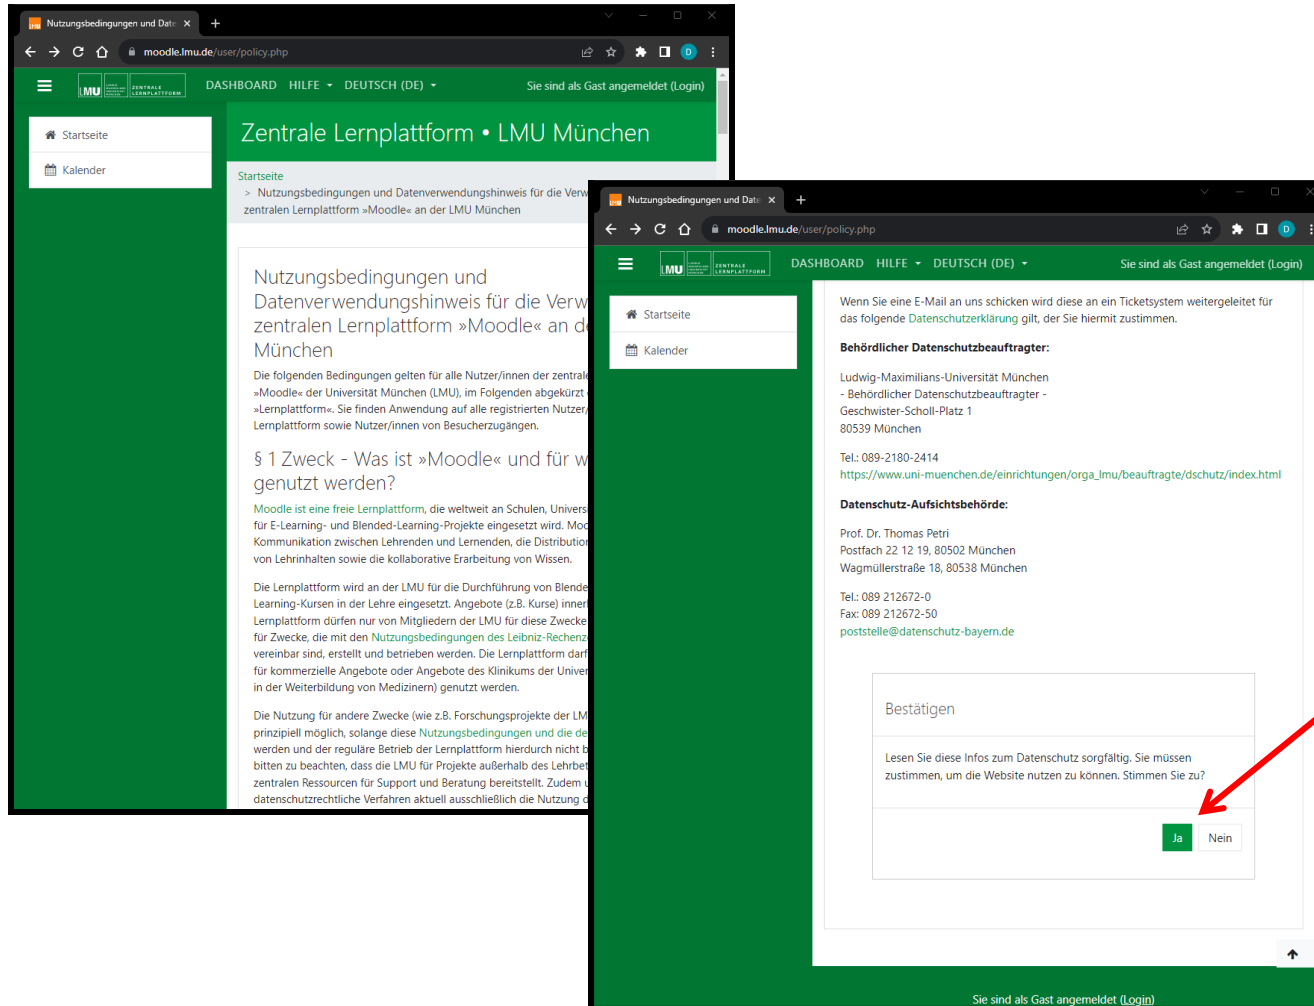 Nutzungsbedingungen und Date
moodle.lmu.de/user/policy.php
D
LMU
ZENTRALE
LERNPLATTFORM
DASHBOARD HILFE DEUTSCH (DE)
Sie sind als Gast angemeldet (Login)
Startseite
Kalender
Zentrale Lernplattform • LMU München
Startseite
> Nutzungsbedingungen und Datenverwendungshinweis für die Verw
zentralen Lernplattform »Moodle« an der LMU München
Nutzungsbedingungen und
Datenverwendungshinweis für die Verw
zentralen Lernplattform »Moodle« an d
München
Die folgenden Bedingungen gelten für alle Nutzer/innen der zentrale
»Moodle« der Universität München (LMU), im Folgenden abgekürzt
»Lernplattform«. Sie finden Anwendung auf alle registrierten Nutzer/
Lernplattform sowie Nutzer/innen von Besucherzugängen.
§ 1 Zweck - Was ist »Moodle« und für w
genutzt werden?
Moodle ist eine freie Lernplattform, die weltweit an Schulen, Univers
für E-Learning- und Blended-Learning-Projekte eingesetzt wird. Moo
Kommunikation zwischen Lehrenden und Lernenden, die Distribution
von Lehrinhalten sowie die kollaborative Erarbeitung von Wissen.
Die Lernplattform wird an der LMU für die Durchführung von Blende
Learning-Kursen in der Lehre eingesetzt. Angebote (z.B. Kurse) inner
Lernplattform dürfen nur von Mitgliedern der LMU für diese Zwecke
für Zwecke, die mit den Nutzungsbedingungen des Leibniz-Rechenz
vereinbar sind, erstellt und betrieben werden. Die Lernplattform darf
für kommerzielle Angebote oder Angebote des Klinikums der Univer
in der Weiterbildung von Medizinern) genutzt werden.
Die Nutzung für andere Zwecke (wie z.B. Forschungsprojekte der LM
prinzipiell möglich, solange diese Nutzungsbedingungen und die de
werden und der reguläre Betrieb der Lernplattform hierdurch nicht b
bitten zu beachten, dass die LMU für Projekte außerhalb des Lehrbet
zentralen Ressourcen für Support und Beratung bereitstellt. Zudem u
datenschutzrechtliche Verfahren aktuell ausschließlich die Nutzung d
Nutzungsbedingungen und Date
moodle.lmu.de/user/policy.php
D
LMU
ZENTRALE
LERNPLATTFORM
DASHBOARD HILFE DEUTSCH (DE)
Sie sind als Gast angemeldet (Login)
Startseite
Kalender
Wenn Sie eine E-Mail an uns schicken wird diese an ein Ticketsystem weitergeleitet für
das folgende Datenschutzerklärung gilt, der Sie hiermit zustimmen.
Behördlicher Datenschutzbeauftragter:
Ludwig-Maximilians-Universität München
- Behördlicher Datenschutzbeauftragter -
Geschwister-Scholl-Platz 1
80539 München
Tel.: 089-2180-2414
https://www.uni-muenchen.de/einrichtungen/orga_lmu/beauftragte/dschutz/index.html
Datenschutz-Aufsichtsbehörde:
Prof. Dr. Thomas Petri
Postfach 22 12 19, 80502 München
Wagmüllerstraße 18, 80538 München
Tel.: 089 212672-0
Fax: 089 212672-50
poststelle@datenschutz-bayern.de
Bestätigen
Lesen Sie diese Infos zum Datenschutz sorgfältig. Sie müssen
zustimmen, um die Website nutzen zu können. Stimmen Sie zu?
Ja Nein
Sie sind als Gast angemeldet (Login)